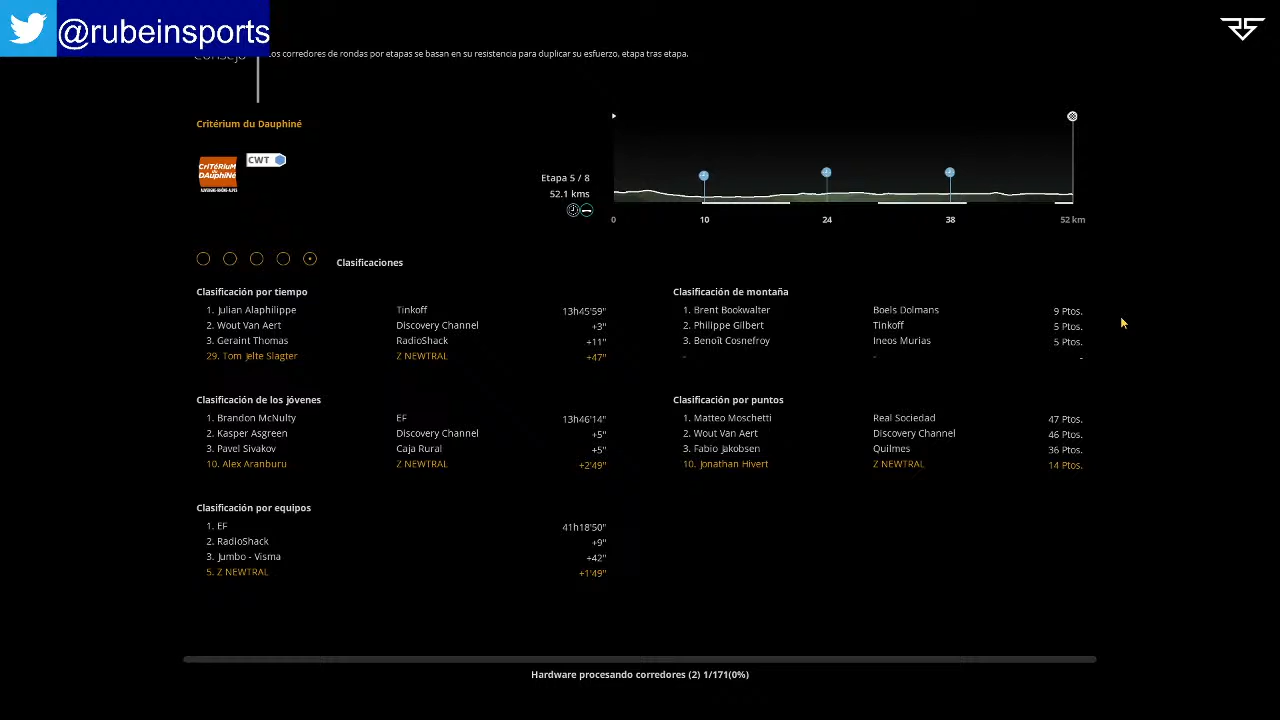 @rubeinsports
Consejo
Los corredores de rondas por etapas se basan en su resistencia para duplicar su esfuerzo, etapa tras etapa.
Critérium du Dauphiné
CRITÉRIUM DU DAUPHINÉ
CWT
Etapa 5 / 8
52.1 kms
0 10 24 38 52 km
Clasificaciones
Clasificación por tiempo
1. Julian Alaphilippe Tinkoff 13h45'59"
2. Wout Van Aert Discovery Channel +3"
3. Geraint Thomas RadioShack +11"
29. Tom Jelte Slagter Z NEWTRAL +47"
Clasificación de montaña
1. Brent Bookwalter Boels Dolmans 9 Ptos.
2. Philippe Gilbert Tinkoff 5 Ptos.
3. Benoît Cosnefroy Ineos Murias 5 Ptos.
- - -
Clasificación de los jóvenes
1. Brandon McNulty EF 13h46'14"
2. Kasper Asgreen Discovery Channel +5"
3. Pavel Sivakov Caja Rural +5"
10. Alex Aranburu Z NEWTRAL +2'49"
Clasificación por puntos
1. Matteo Moschetti Real Sociedad 47 Ptos.
2. Wout Van Aert Discovery Channel 46 Ptos.
3. Fabio Jakobsen Quilmes 36 Ptos.
10. Jonathan Hivert Z NEWTRAL 14 Ptos.
Clasificación por equipos
1. EF 41h18'50"
2. RadioShack +9"
3. Jumbo - Visma +42"
5. Z NEWTRAL +1'49"
Hardware procesando corredores (2) 1/171(0%)